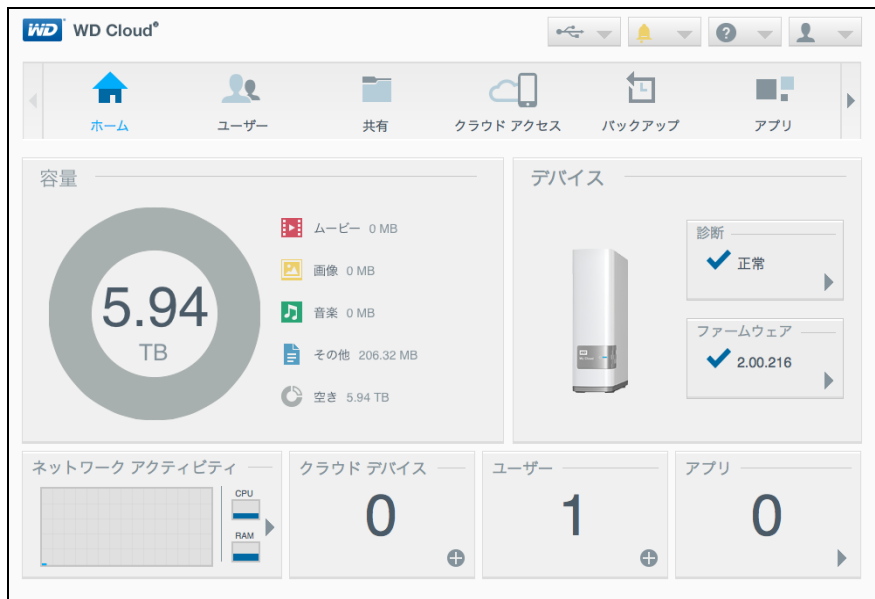 WD WD Cloud
ホーム
ユーザー
共有
クラウド アクセス
バックアップ
アプリ
容量
5.94
TB
ムービー 0 MB
画像 0 MB
音楽 0 MB
その他 206.32 MB
空き 5.94 TB
デバイス
診断
正常
ファームウェア
2.00.216
ネットワーク アクティビティ
CPU
RAM
クラウド デバイス
0
ユーザー
1
アプリ
0